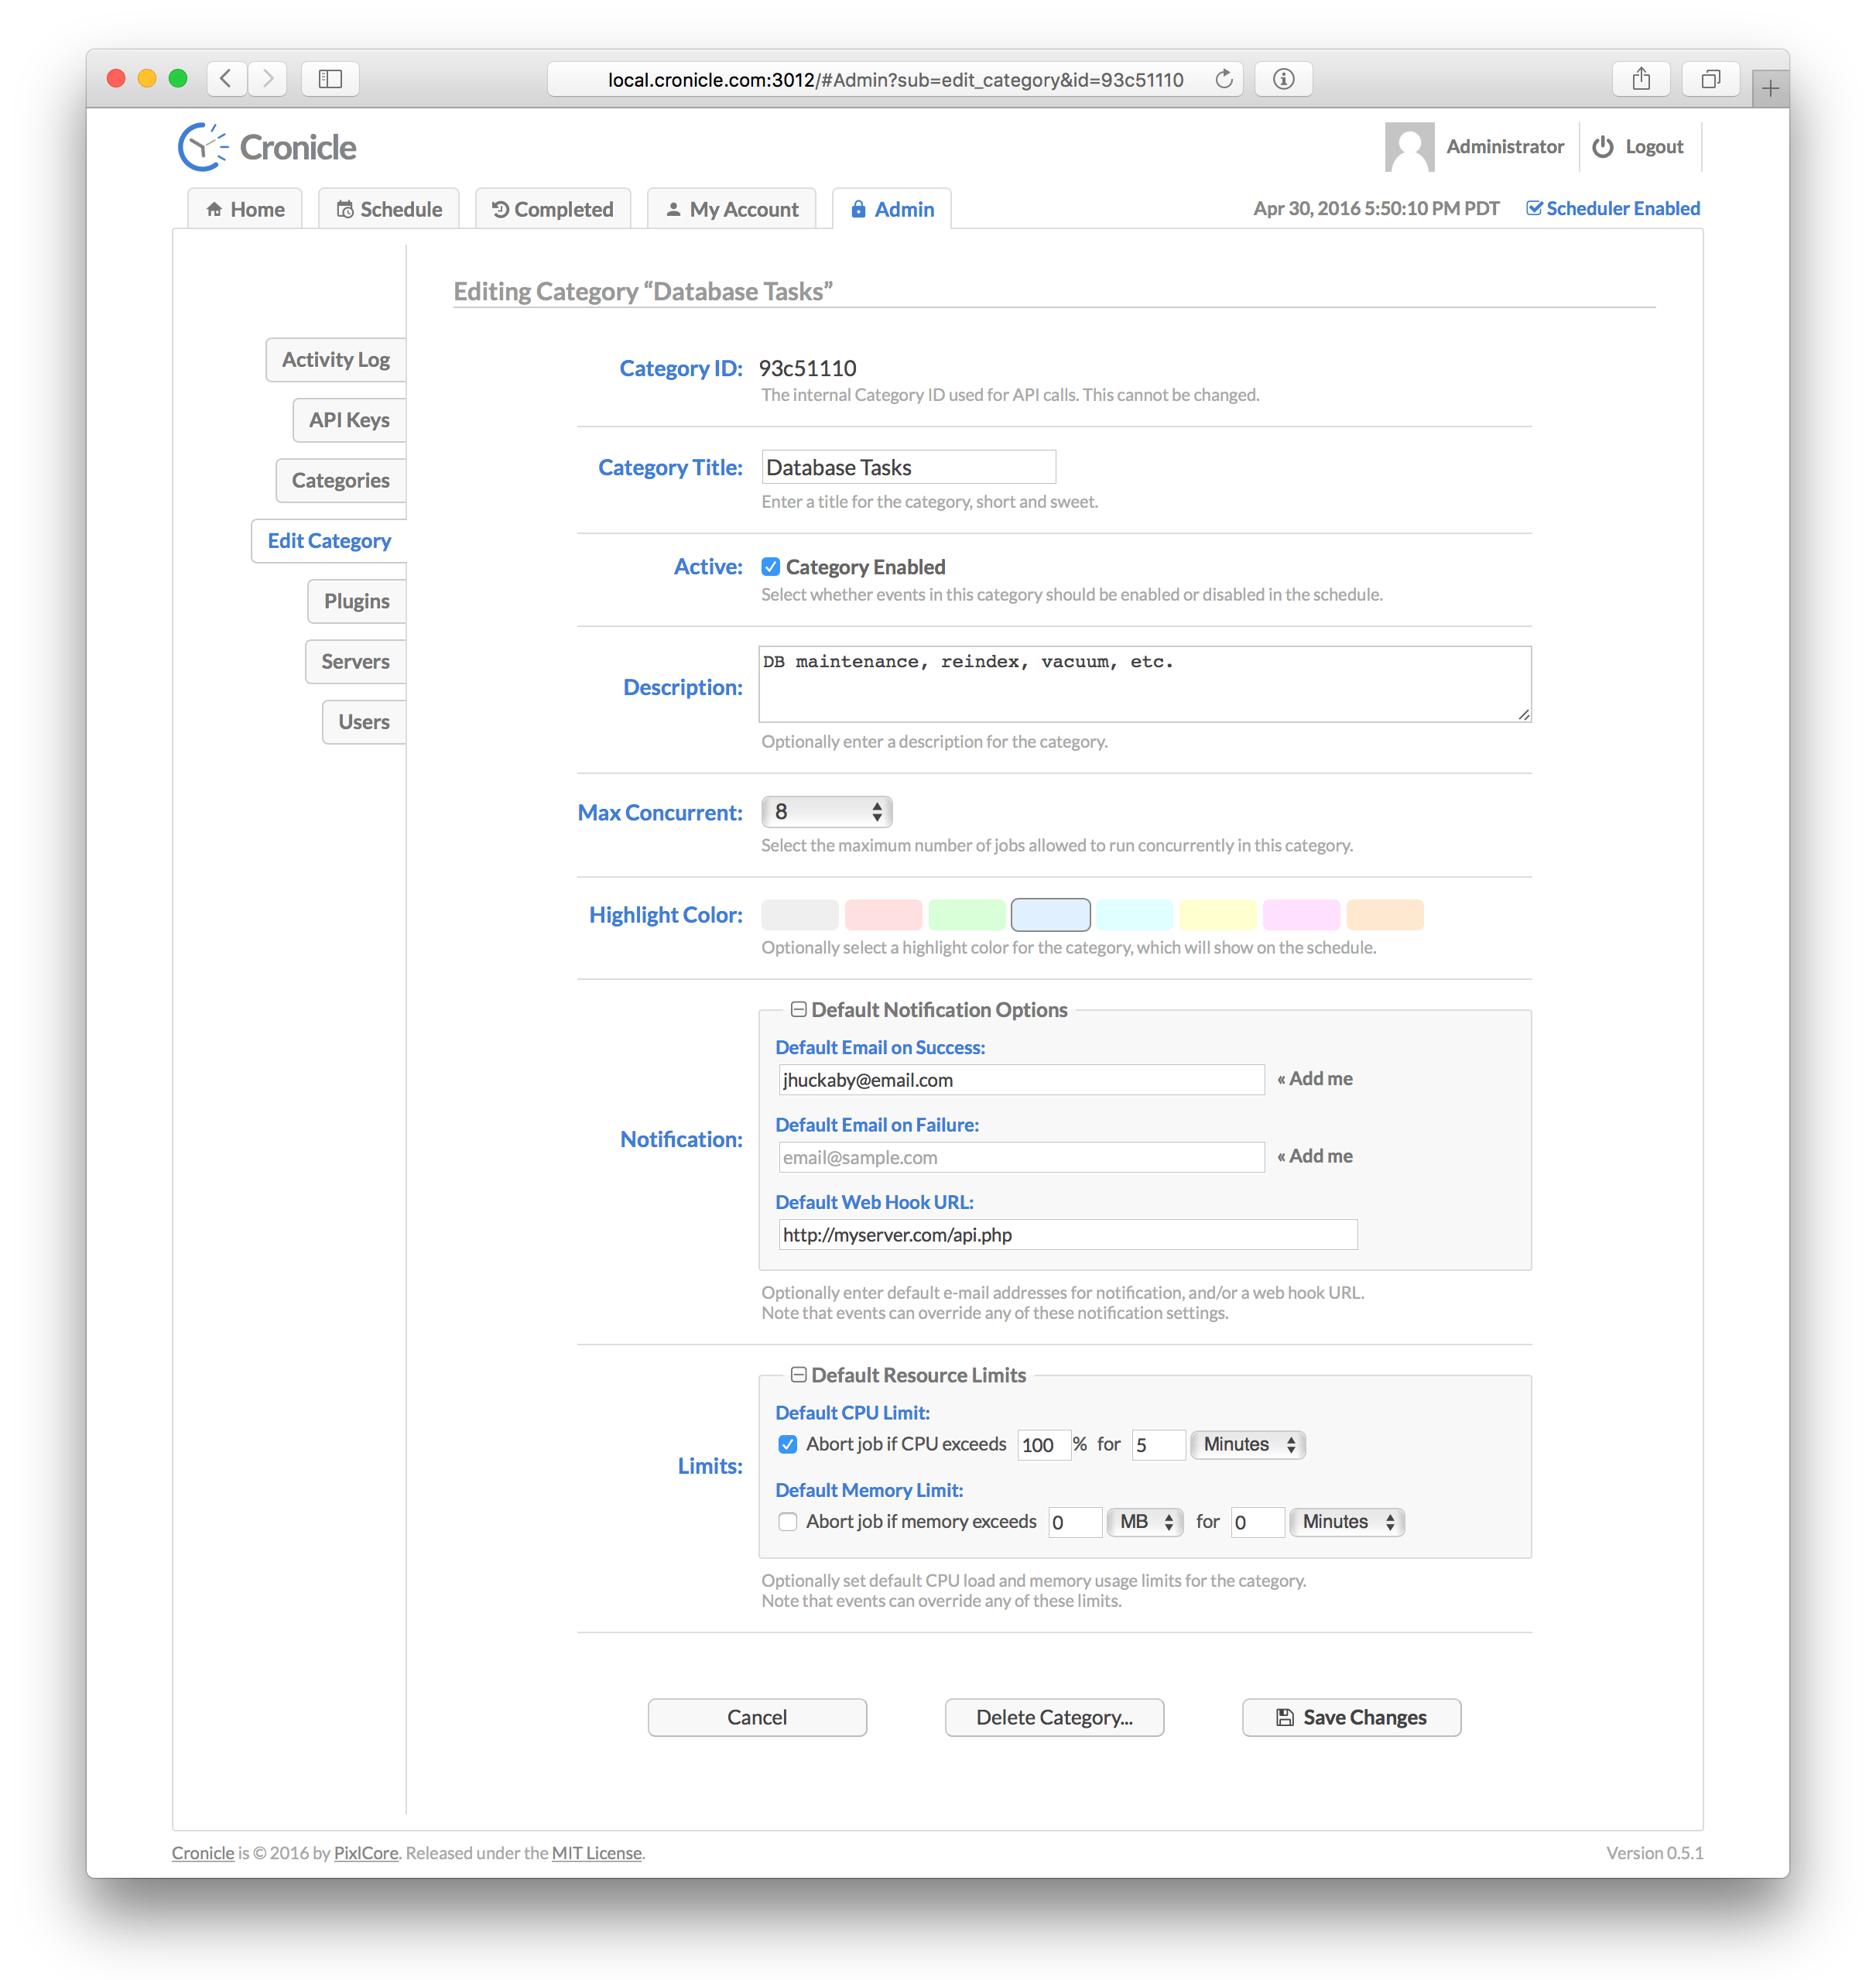 local.cronicle.com:3012/#Admin?sub=edit_category&id=93c51110
Cronicle
Administrator
Logout
Home
Schedule
Completed
My Account
Admin
Apr 30, 2016 5:50:10 PM PDT
Scheduler Enabled
Activity Log
API Keys
Categories
Edit Category
Plugins
Servers
Users
Editing Category “Database Tasks”
Category ID: 93c51110
The internal Category ID used for API calls. This cannot be changed.
Category Title: Database Tasks
Enter a title for the category, short and sweet.
Active: Category Enabled
Select whether events in this category should be enabled or disabled in the schedule.
DB maintenance, reindex, vacuum, etc.
Description:
Optionally enter a description for the category.
Max Concurrent: 8
Select the maximum number of jobs allowed to run concurrently in this category.
Highlight Color:
Optionally select a highlight color for the category, which will show on the schedule.
Notification:
Default Notification Options
Default Email on Success:
jhuckaby@email.com « Add me
Default Email on Failure:
email@sample.com « Add me
Default Web Hook URL:
http://myserver.com/api.php
Optionally enter default e-mail addresses for notification, and/or a web hook URL.
Note that events can override any of these notification settings.
Limits:
Default Resource Limits
Default CPU Limit:
Abort job if CPU exceeds 100 % for 5 Minutes
Default Memory Limit:
Abort job if memory exceeds 0 MB for 0 Minutes
Optionally set default CPU load and memory usage limits for the category.
Note that events can override any of these limits.
Cancel
Delete Category...
Save Changes
Cronicle is © 2016 by PixlCore. Released under the MIT License.
Version 0.5.1